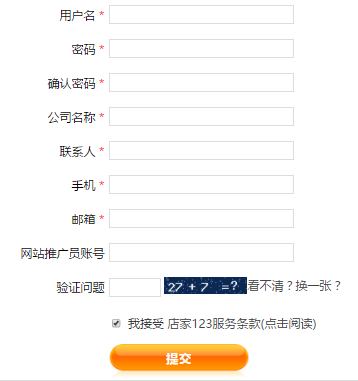 用户名 *
密码 *
确认密码 *
公司名称 *
联系人 *
手机 *
邮箱 *
网站推广员账号
验证问题 27 + 7 =? 看不清？换一张？
我接受 店家123服务条款(点击阅读)
提交